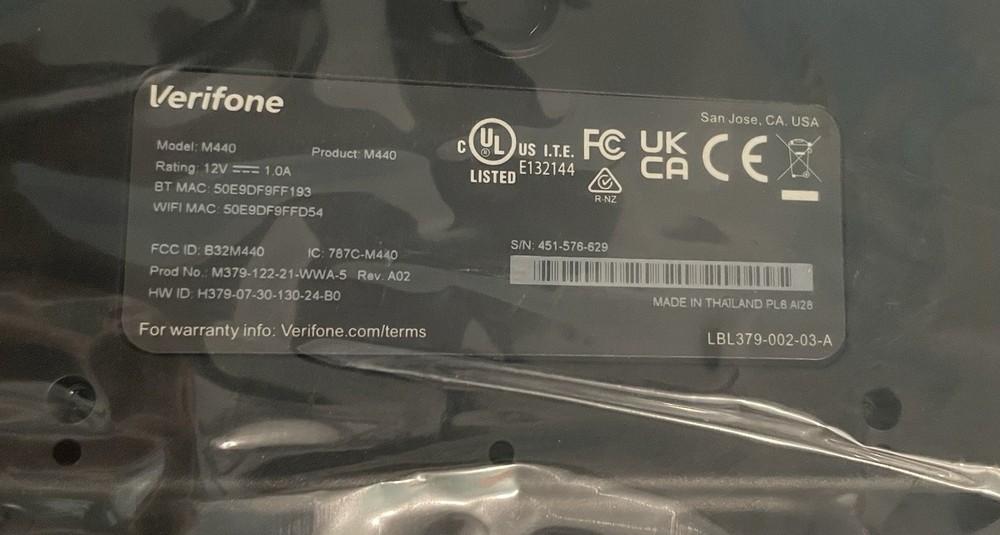 Verifone
San Jose, CA. USA
Model: M440
Product: M440
Rating: 12V ⎓ 1.0A
BT MAC: 50E9DF9FF193
WIFI MAC: 50E9DF9FFD54
C UL US I.T.E.
E132144
LISTED
FC
UK
CA
CE
R-NZ
FCC ID: B32M440 IC: 787C-M440
Prod No.: M379-122-21-WWA-5 Rev. A02
HW ID: H379-07-30-130-24-B0
S/N: 451-576-629
MADE IN THAILAND PL6 AI28
For warranty info: Verifone.com/terms
LBL379-002-03-A